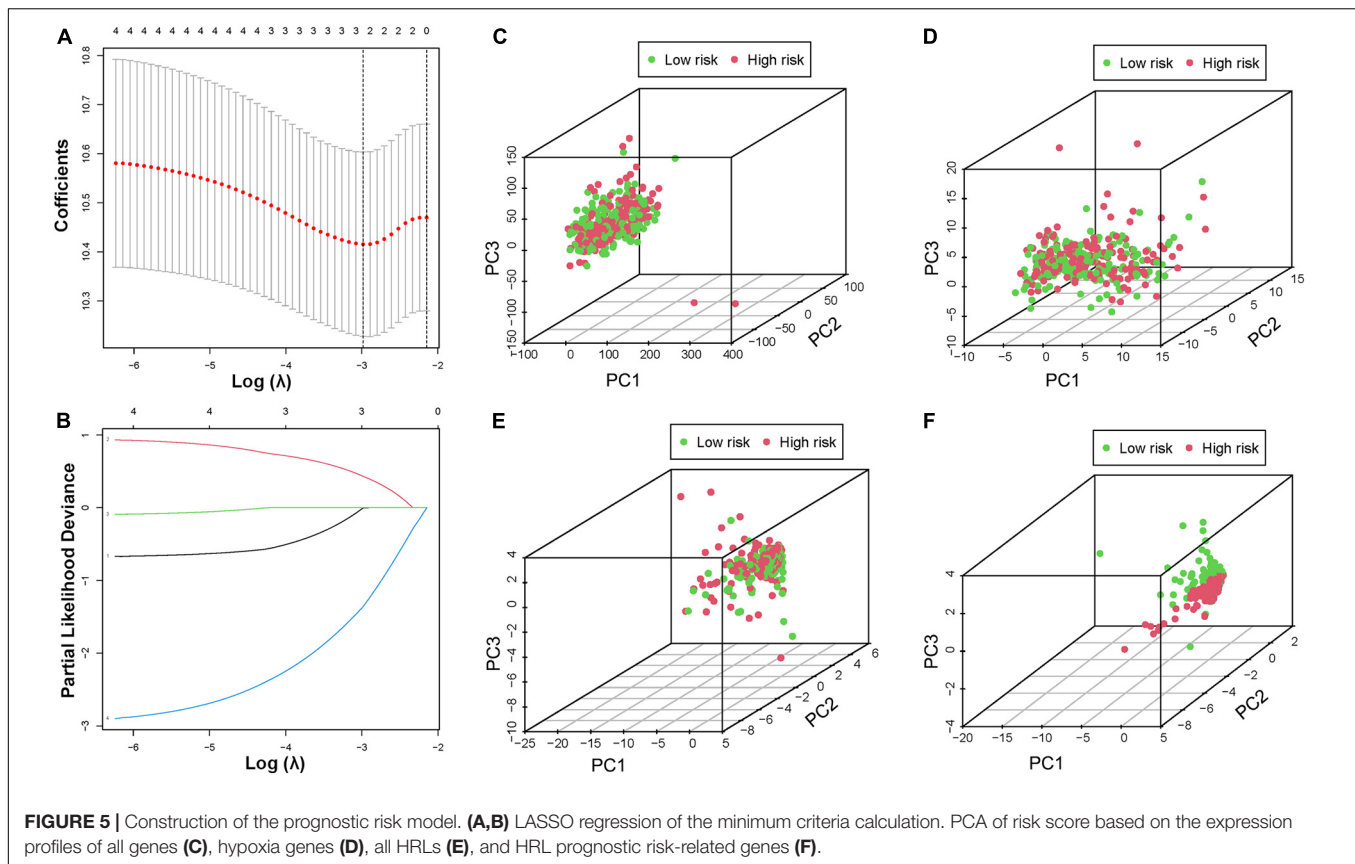 A
4 4 4 4 4 4 4 4 4 3 3 3 3 3 2 2 2 2 0
Cofficients
10.8
10.7
10.6
10.5
10.4
10.3
−6 −5 −4 −3 −2
Log (λ)
B
4 4 3 3 0
Partial Likelihood Deviance
1
0
−1
−2
−3
2
3
1
4
−6 −5 −4 −3 −2
Log (λ)
C
Low risk High risk
PC3
150
100
50
0
−50
−100
−150
−100 0 100 200 300 400
PC1
−100 −50 0 50 100
PC2
D
Low risk High risk
PC3
20
15
10
5
0
−5
−10
−10 −5 0 5 10 15
PC1
−10 −5 0 5 10 15
PC2
E
Low risk High risk
PC3
4
2
0
−2
−4
−6
−8
−10
−25 −20 −15 −10 −5 0 5
PC1
−8 −6 −4 −2 0 2 4 6
PC2
F
Low risk High risk
PC3
4
2
0
−2
−4
−20 −15 −10 −5 0 5
PC1
−8 −6 −4 −2 0 2
PC2
FIGURE 5 | Construction of the prognostic risk model. (A,B) LASSO regression of the minimum criteria calculation. PCA of risk score based on the expression
profiles of all genes (C), hypoxia genes (D), all HRLs (E), and HRL prognostic risk-related genes (F).